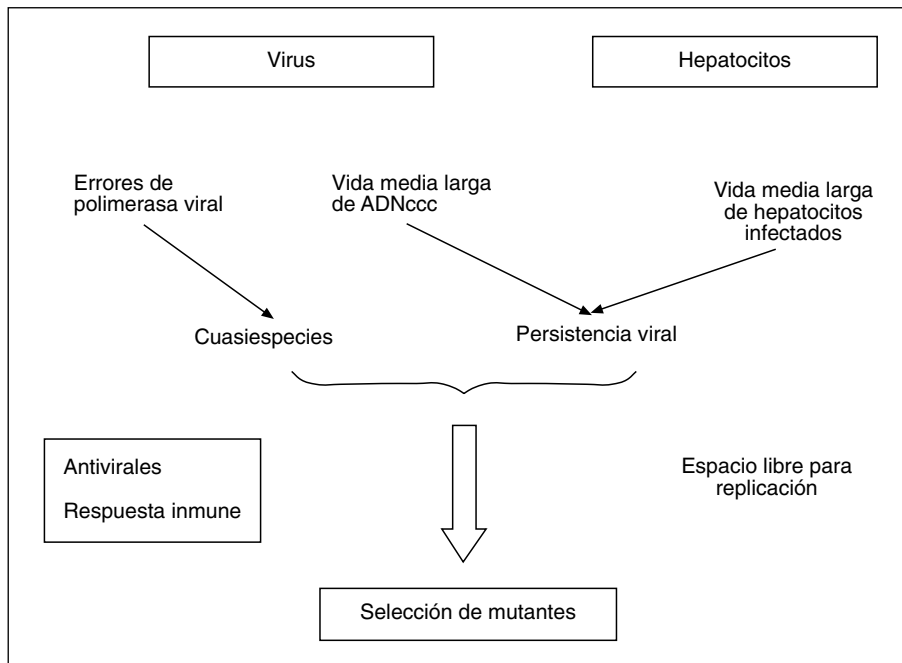 Virus
Hepatocitos
Errores de
polimerasa viral
Vida media larga
de ADNccc
Vida media larga
de hepatocitos
infectados
Cuasiespecies
Persistencia viral
Antivirales
Respuesta inmune
Espacio libre para
replicación
Selección de mutantes